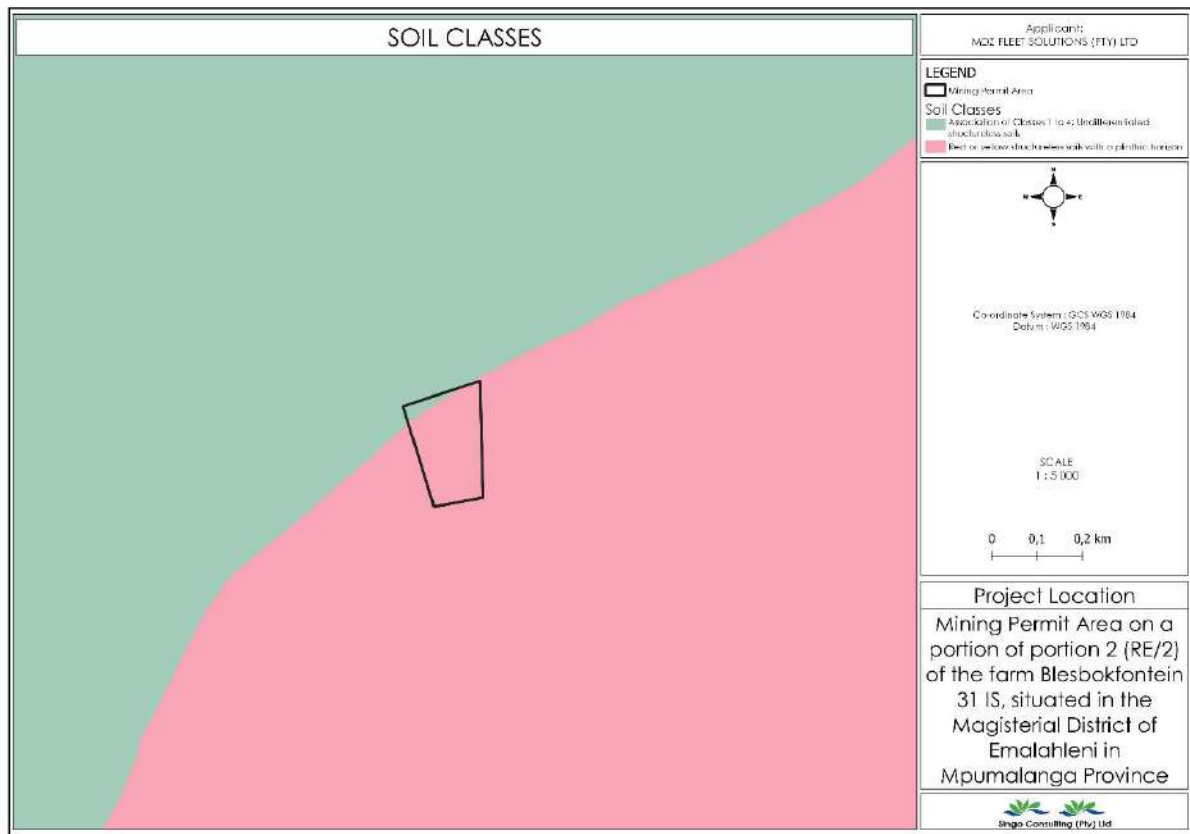 SOIL CLASSES
Applicant:
MDZ FLEET SOLUTIONS (PTY) LTD
LEGEND
Mining Permit Area
Soil Classes
Association of Classes 1 to 4: Undifferentiated
structureless soils
Red or yellow structureless soils with a plinthic horizon
N
W
E
S
Co-ordinate System : GCS WGS 1984
Datum : WGS 1984
SCALE
1 : 5 000
0 0,1 0,2 km
Project Location
Mining Permit Area on a
portion of portion 2 (RE/2)
of the farm Blesbokfontein
31 IS, situated in the
Magisterial District of
Emalahleni in
Mpumalanga Province
Singo Consulting (Pty) Ltd